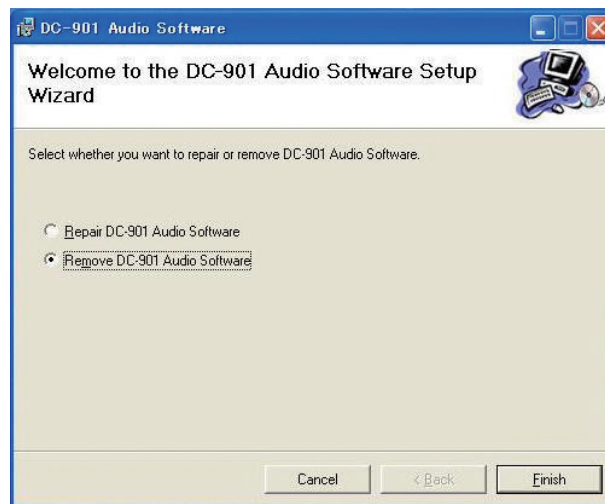 DC-901 Audio Software
Welcome to the DC-901 Audio Software Setup
Wizard
Select whether you want to repair or remove DC-901 Audio Software.
Repair DC-901 Audio Software
Remove DC-901 Audio Software
Cancel
< Back
Finish